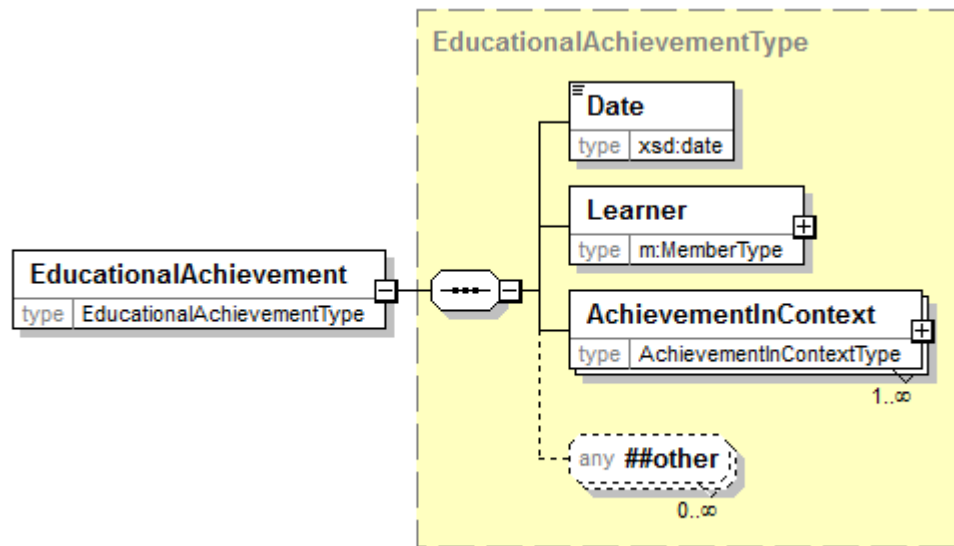 EducationalAchievementType
Date
type xsd:date
Learner
type m:MemberType
EducationalAchievement
type EducationalAchievementType
AchievementInContext
type AchievementInContextType
1..∞
any ##other
0..∞